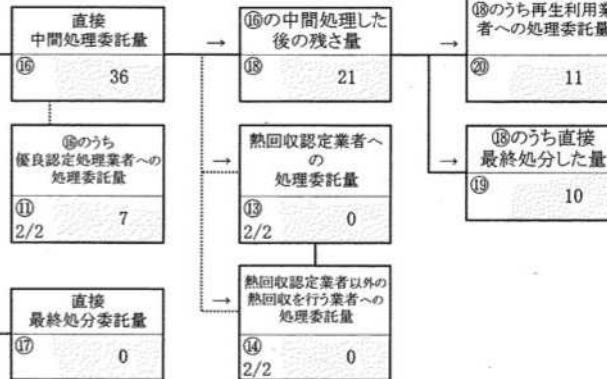 直接
中間処理委託量
⑯
36
→
⑯の中間処理した
後の残さ量
⑱
21
→
⑱のうち再生利用業
者への処理委託量
⑳
11
⑯のうち
優良認定処理業者への
処理委託量
⑪
2/2
7
→
熱回収認定業者へ
の
処理委託量
⑬
2/2
0
→
⑱のうち直接
最終処分した量
⑲
10
直接
最終処分委託量
⑰
0
→
熱回収認定業者以外の
熱回収を行う業者への
処理委託量
⑭
2/2
0